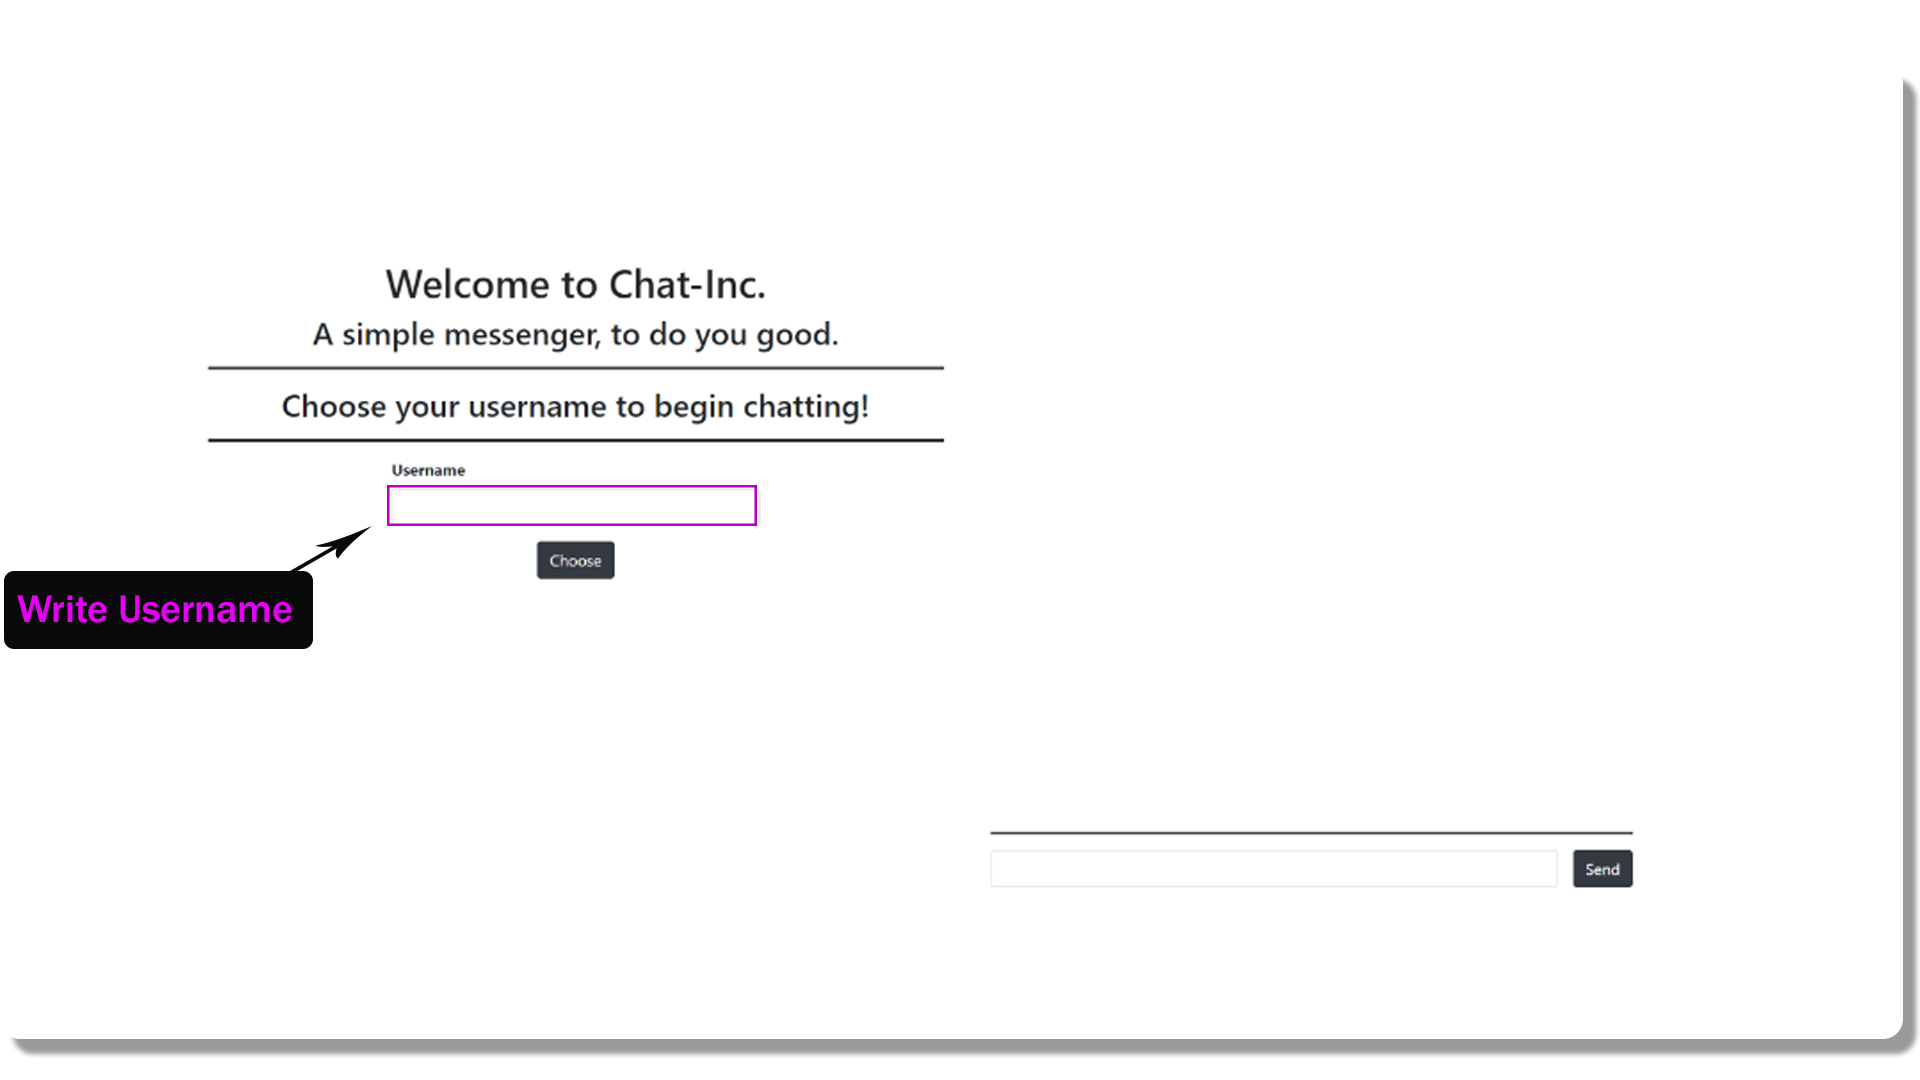 Welcome to Chat-Inc.
A simple messenger, to do you good.
Choose your username to begin chatting!
Username
Choose
Write Username
Send